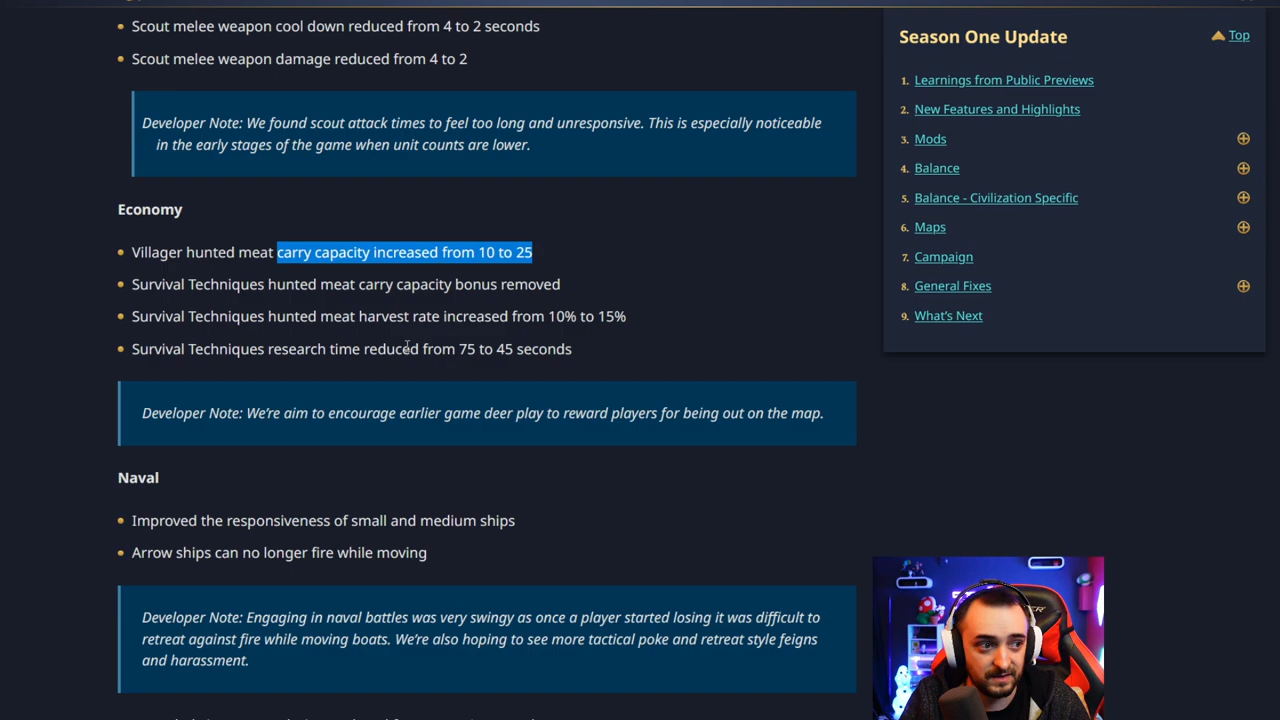 Scout melee weapon cool down reduced from 4 to 2 seconds
Scout melee weapon damage reduced from 4 to 2
Developer Note: We found scout attack times to feel too long and unresponsive. This is especially noticeable
in the early stages of the game when unit counts are lower.
Economy
Villager hunted meat carry capacity increased from 10 to 25
Survival Techniques hunted meat carry capacity bonus removed
Survival Techniques hunted meat harvest rate increased from 10% to 15%
Survival Techniques research time reduced from 75 to 45 seconds
Developer Note: We're aim to encourage earlier game deer play to reward players for being out on the map.
Naval
Improved the responsiveness of small and medium ships
Arrow ships can no longer fire while moving
Developer Note: Engaging in naval battles was very swingy as once a player started losing it was difficult to
retreat against fire while moving boats. We're also hoping to see more tactical poke and retreat style feigns
and harassment.
Season One Update
Top
1. Learnings from Public Previews
2. New Features and Highlights
3. Mods
4. Balance
5. Balance - Civilization Specific
6. Maps
7. Campaign
8. General Fixes
9. What's Next